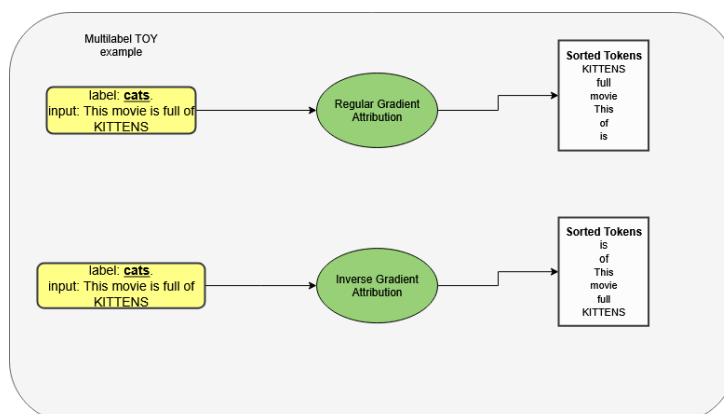 Multilabel TOY
example
label: cats.
input: This movie is full of
KITTENS
Regular Gradient
Attribution
Sorted Tokens
KITTENS
full
movie
This
of
is
label: cats.
input: This movie is full of
KITTENS
Inverse Gradient
Attribution
Sorted Tokens
is
of
This
movie
full
KITTENS